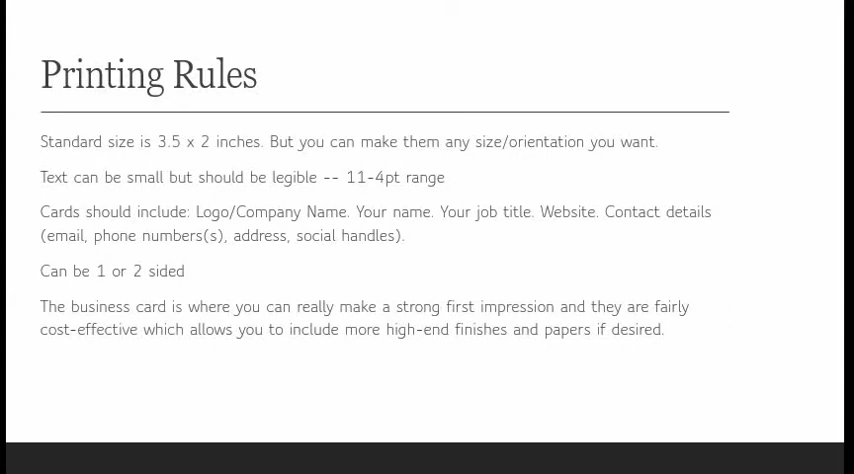 Printing Rules
Standard size is 3.5 x 2 inches. But you can make them any size/orientation you want.
Text can be small but should be legible -- 11-4pt range
Cards should include: Logo/Company Name. Your name. Your job title. Website. Contact details
(email, phone numbers(s), address, social handles).
Can be 1 or 2 sided
The business card is where you can really make a strong first impression and they are fairly
cost-effective which allows you to include more high-end finishes and papers if desired.